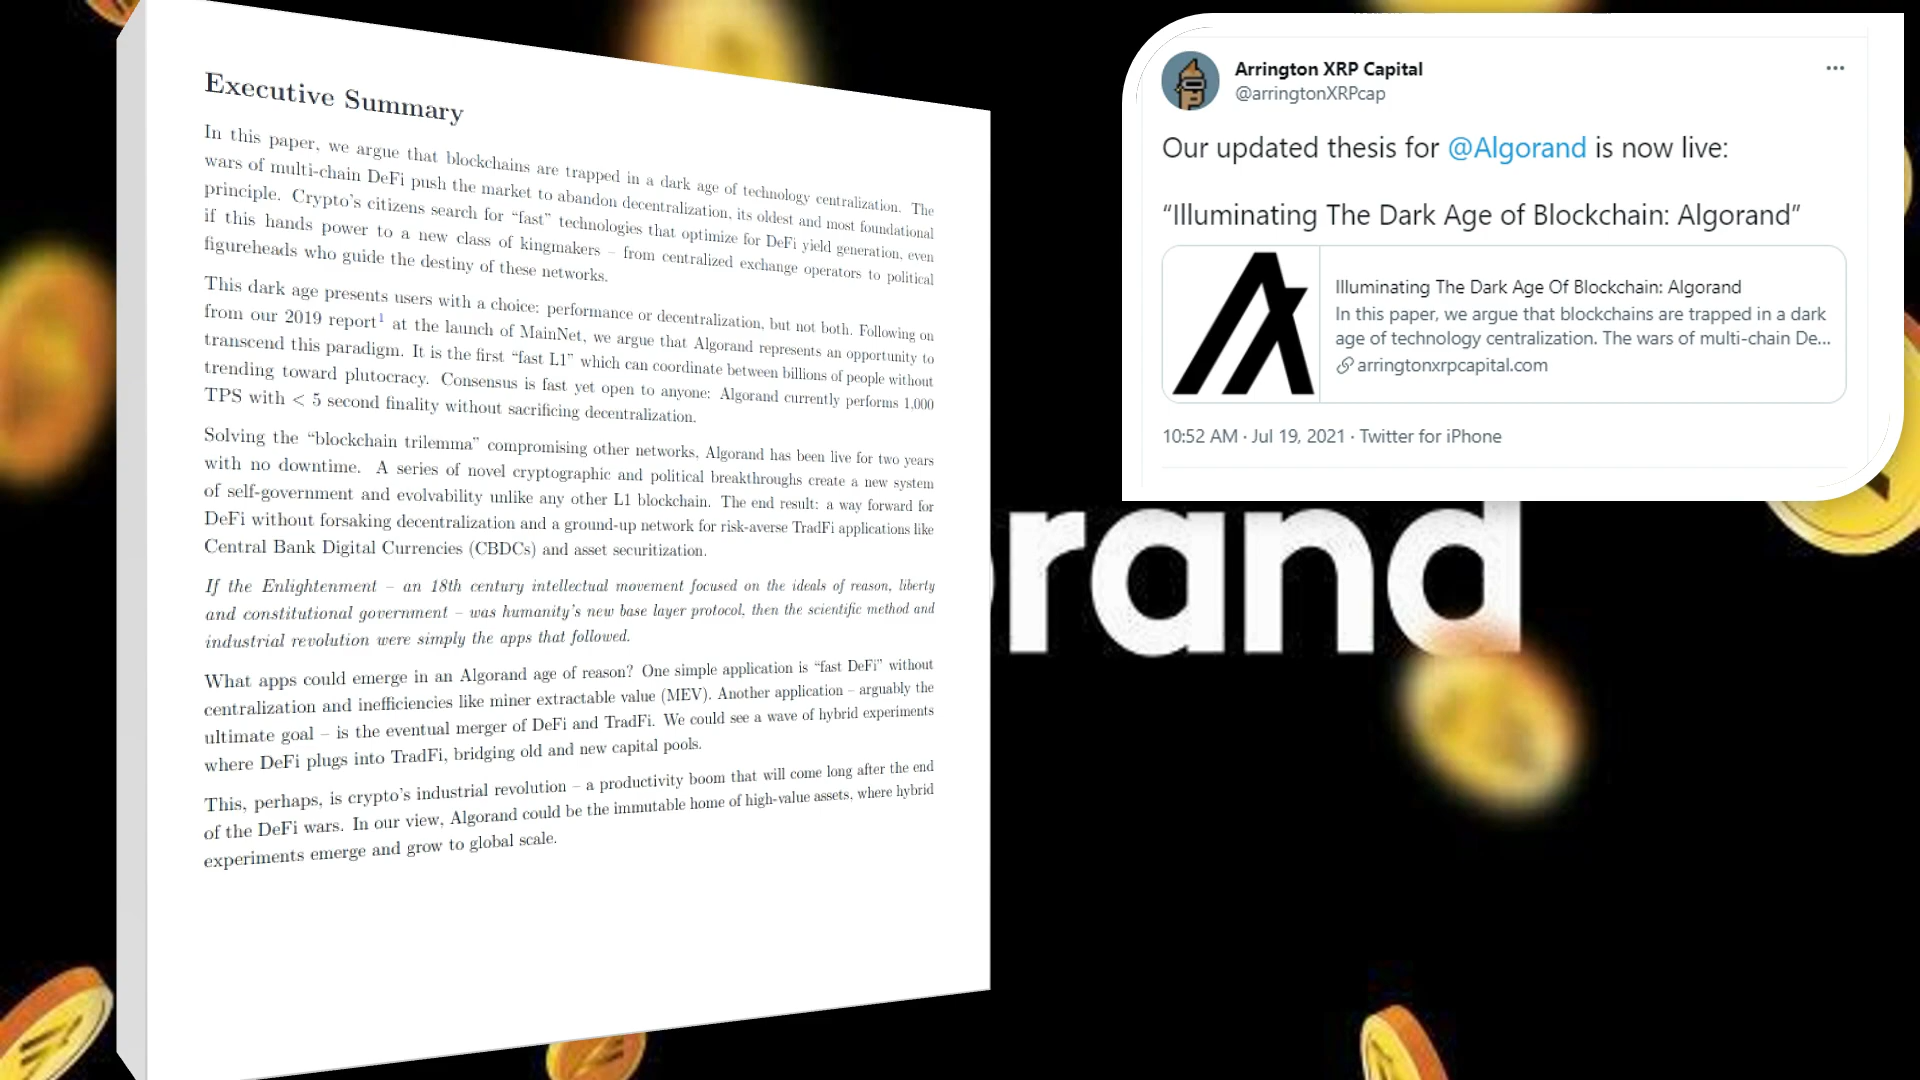 Executive Summary
In this paper, we argue that blockchains are trapped in a dark age of technology centralization. The
wars of multi-chain DeFi push the market to abandon decentralization, its oldest and most foundational
principle. Crypto's citizens search for “fast” technologies that optimize for DeFi yield generation, even
if this hands power to a new class of kingmakers – from centralized exchange operators to political
figureheads who guide the destiny of these networks.
This dark age presents users with a choice: performance or decentralization, but not both. Following on
from our 2019 report1 at the launch of MainNet, we argue that Algorand represents an opportunity to
transcend this paradigm. It is the first “fast L1” which can coordinate between billions of people without
trending toward plutocracy. Consensus is fast yet open to anyone: Algorand currently performs 1,000
TPS with < 5 second finality without sacrificing decentralization.
Solving the “blockchain trilemma” compromising other networks, Algorand has been live for two years
with no downtime. A series of novel cryptographic and political breakthroughs create a new system
of self-government and evolvability unlike any other L1 blockchain. The end result: a way forward for
DeFi without forsaking decentralization and a ground-up network for risk-averse TradFi applications like
Central Bank Digital Currencies (CBDCs) and asset securitization.
If the Enlightenment – an 18th century intellectual movement focused on the ideals of reason, liberty
and constitutional government – was humanity's new base layer protocol, then the scientific method and
industrial revolution were simply the apps that followed.
What apps could emerge in an Algorand age of reason? One simple application is “fast DeFi” without
centralization and inefficiencies like miner extractable value (MEV). Another application – arguably the
ultimate goal – is the eventual merger of DeFi and TradFi. We could see a wave of hybrid experiments
where DeFi plugs into TradFi, bridging old and new capital pools.
This, perhaps, is crypto's industrial revolution – a productivity boom that will come long after the end
of the DeFi wars. In our view, Algorand could be the immutable home of high-value assets, where hybrid
experiments emerge and grow to global scale.
Arrington XRP Capital
@arringtonXRPcap
Our updated thesis for @Algorand is now live:
“Illuminating The Dark Age of Blockchain: Algorand”
Illuminating The Dark Age Of Blockchain: Algorand
In this paper, we argue that blockchains are trapped in a dark
age of technology centralization. The wars of multi-chain De...
arringtonxrpcapital.com
10:52 AM · Jul 19, 2021 · Twitter for iPhone
rand